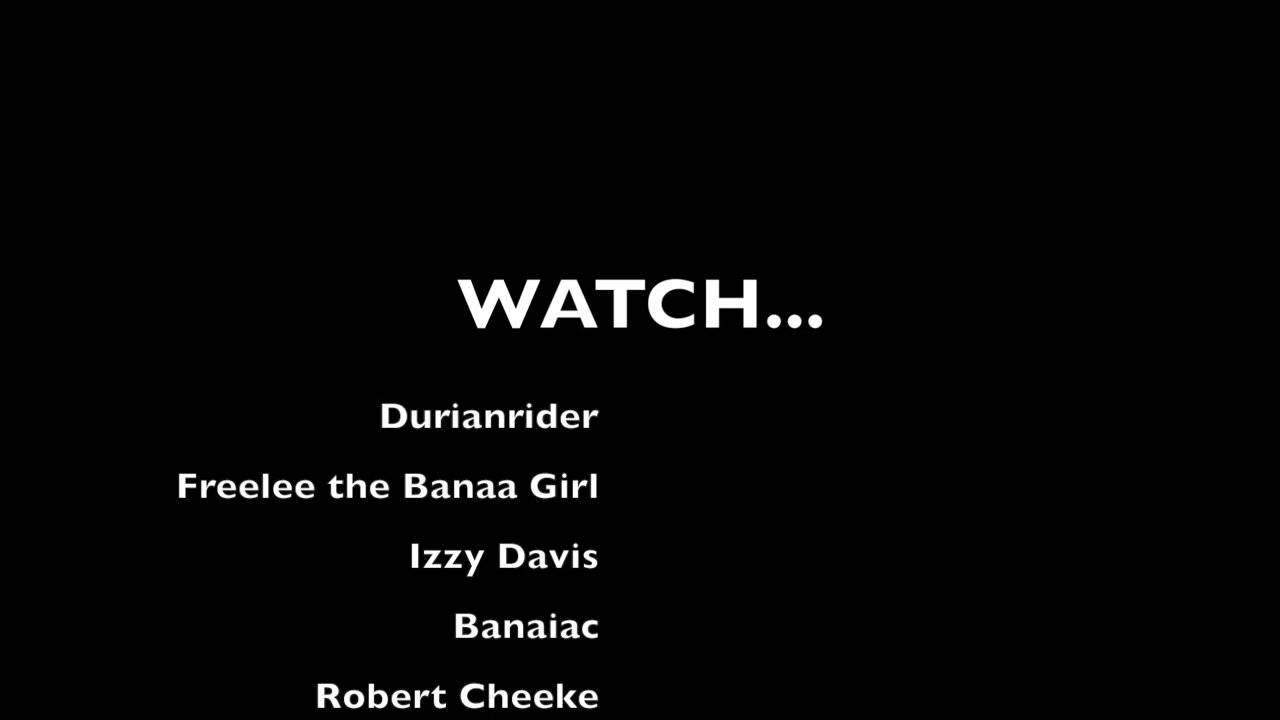 WATCH...
Durianrider
Freelee the Banaa Girl
Izzy Davis
Banaiac
Robert Cheeke